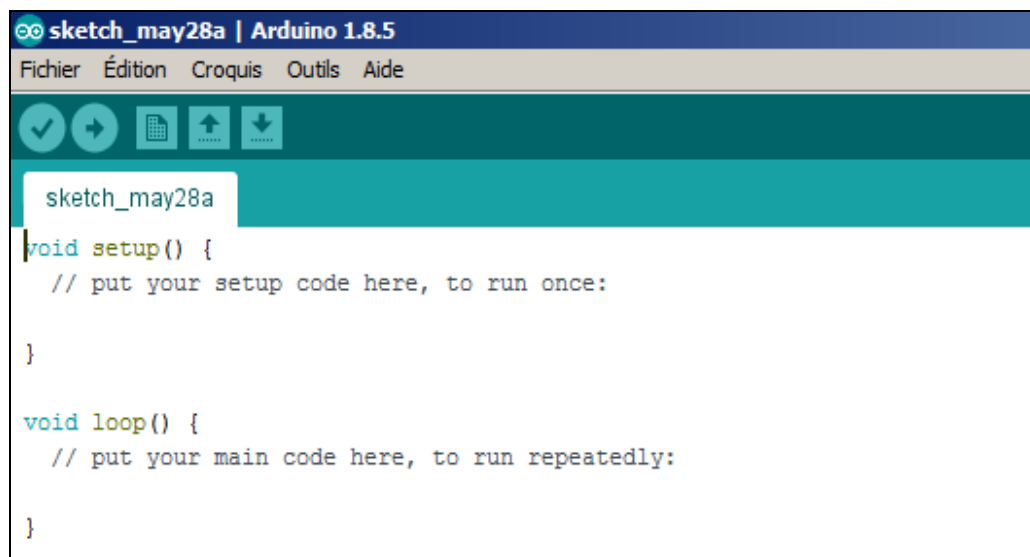 sketch_may28a | Arduino 1.8.5
Fichier Édition Croquis Outils Aide
sketch_may28a
void setup() {
  // put your setup code here, to run once:
}
void loop() {
  // put your main code here, to run repeatedly:
}